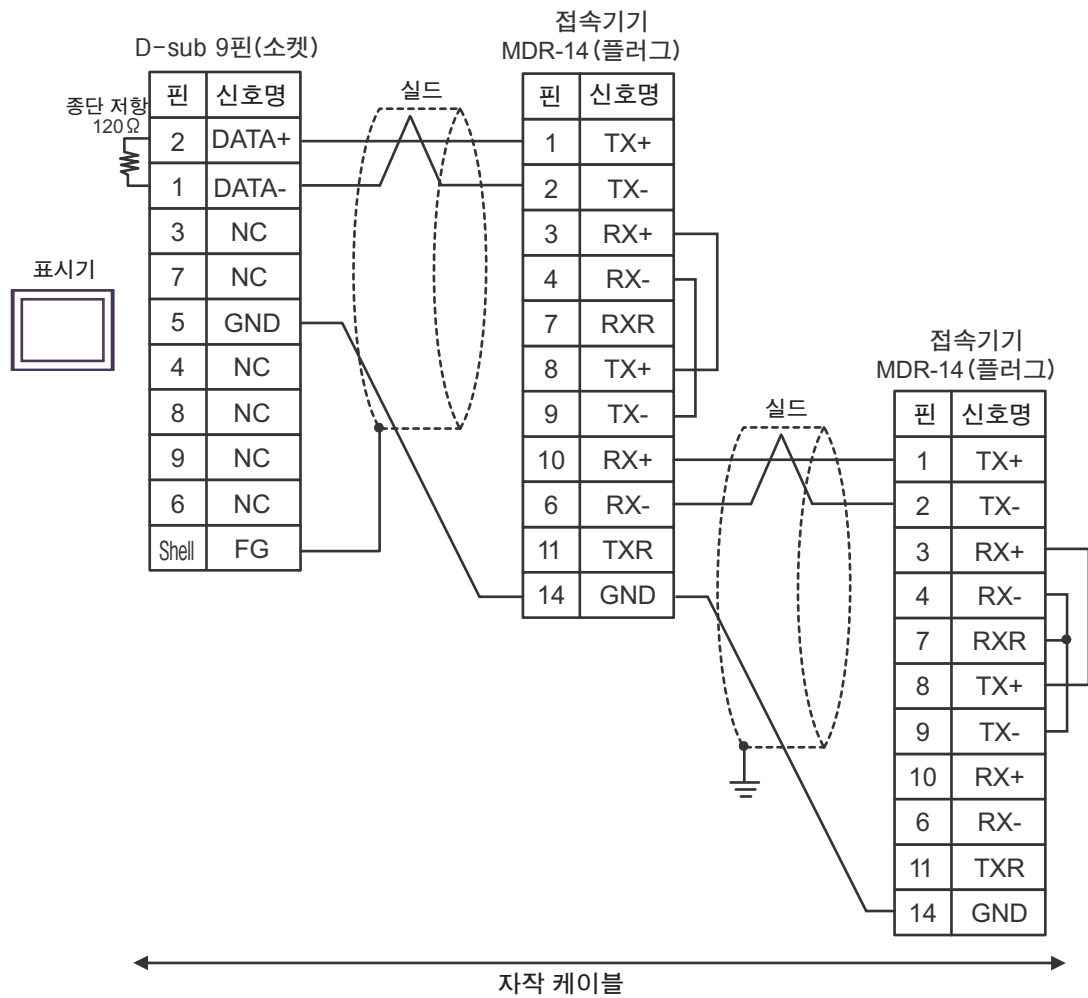 D-sub 9핀(소켓)
핀 신호명
종단 저항
120Ω
2 DATA+
1 DATA-
3 NC
7 NC
5 GND
4 NC
8 NC
9 NC
6 NC
Shell FG
표시기
실드
접속기기
MDR-14(플러그)
핀 신호명
1 TX+
2 TX-
3 RX+
4 RX-
7 RXR
8 TX+
9 TX-
10 RX+
6 RX-
11 TXR
14 GND
실드
접속기기
MDR-14(플러그)
핀 신호명
1 TX+
2 TX-
3 RX+
4 RX-
7 RXR
8 TX+
9 TX-
10 RX+
6 RX-
11 TXR
14 GND
자작 케이블